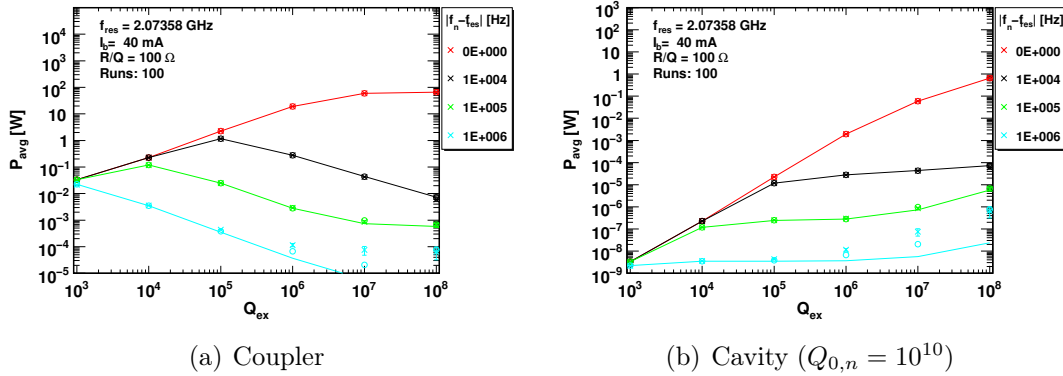 f_res = 2.07358 GHz
I_b= 40 mA
R/Q = 100 Ω
Runs: 100
|f_n-f_es| [Hz]
0E+000
1E+004
1E+005
1E+006
P_avg [W]
10^4
10^3
10^2
10
1
10^-1
10^-2
10^-3
10^-4
10^-5
10^3 10^4 10^5 10^6 10^7 10^8
Q_ex
(a) Coupler
f_res = 2.07358 GHz
I_b= 40 mA
R/Q = 100 Ω
Runs: 100
|f_n-f_es| [Hz]
0E+000
1E+004
1E+005
1E+006
P_avg [W]
10^3
10^2
10
1
10^-1
10^-2
10^-3
10^-4
10^-5
10^-6
10^-7
10^-8
10^-9
10^3 10^4 10^5 10^6 10^7 10^8
Q_ex
(b) Cavity (Q_{0,n} = 10^{10})